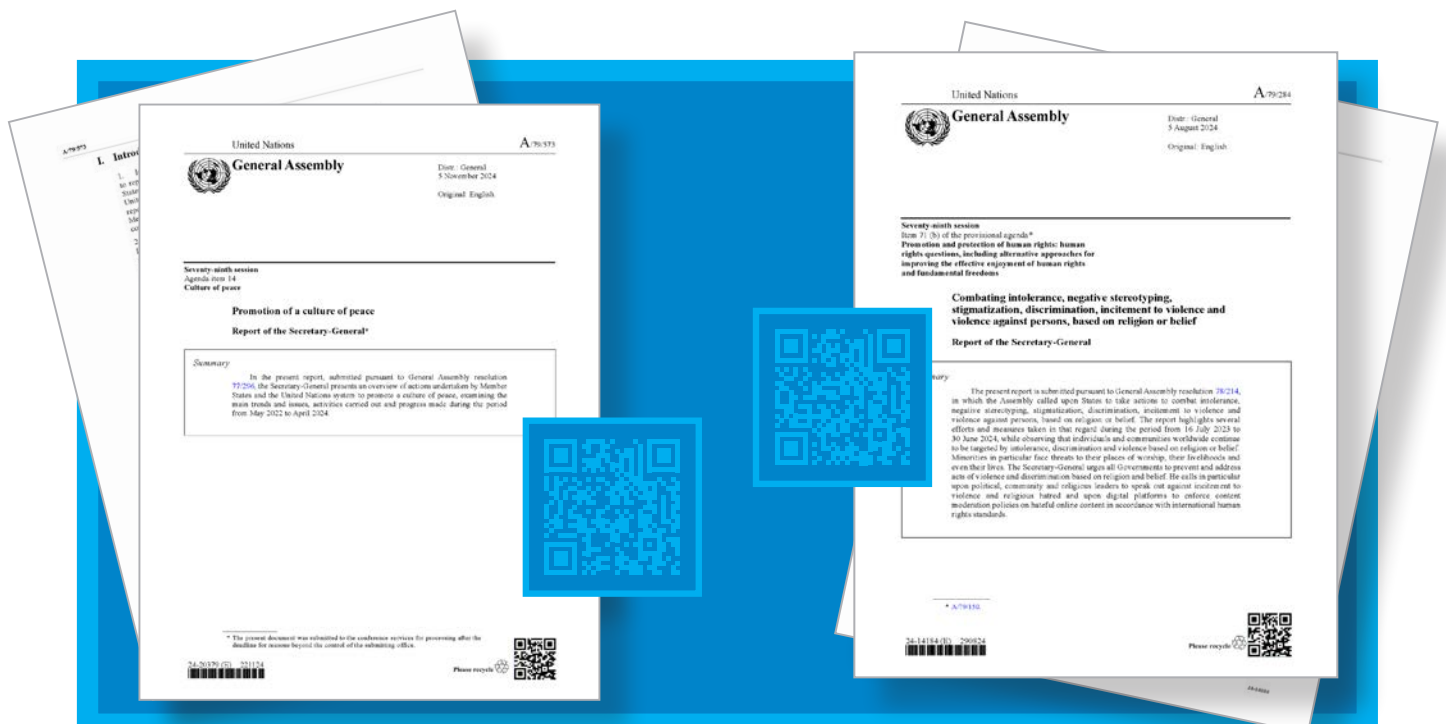 A/79/573
I. Introd
United Nations
A/79/573
General Assembly
Distr.: General
5 November 2024
Original: English
Seventy-ninth session
Agenda item 14
Culture of peace
Promotion of a culture of peace
Report of the Secretary-General*
Summary
In the present report, submitted pursuant to General Assembly resolution
77/296, the Secretary-General presents an overview of actions undertaken by Member
States and the United Nations system to promote a culture of peace, examining the
main trends and issues, activities carried out and progress made during the period
from May 2022 to April 2024.
* The present document was submitted to the conference services for processing after the
deadline for reasons beyond the control of the submitting office.
24-20379 (E) 221124
Please recycle
United Nations
A/79/284
General Assembly
Distr.: General
5 August 2024
Original: English
Seventy-ninth session
Item 71 (b) of the provisional agenda*
Promotion and protection of human rights: human
rights questions, including alternative approaches for
improving the effective enjoyment of human rights
and fundamental freedoms
Combating intolerance, negative stereotyping,
stigmatization, discrimination, incitement to violence and
violence against persons, based on religion or belief
Report of the Secretary-General
mary
The present report is submitted pursuant to General Assembly resolution 78/214,
in which the Assembly called upon States to take actions to combat intolerance,
negative stereotyping, stigmatization, discrimination, incitement to violence and
violence against persons, based on religion or belief. The report highlights several
efforts and measures taken in that regard during the period from 16 July 2023 to
30 June 2024, while observing that individuals and communities worldwide continue
to be targeted by intolerance, discrimination and violence based on religion or belief.
Minorities in particular face threats to their places of worship, their livelihoods and
even their lives. The Secretary-General urges all Governments to prevent and address
acts of violence and discrimination based on religion and belief. He calls in particular
upon political, community and religious leaders to speak out against incitement to
violence and religious hatred and upon digital platforms to enforce content
moderation policies on hateful online content in accordance with international human
rights standards.
* A/79/150.
24-14184 (E) 290824
Please recycle